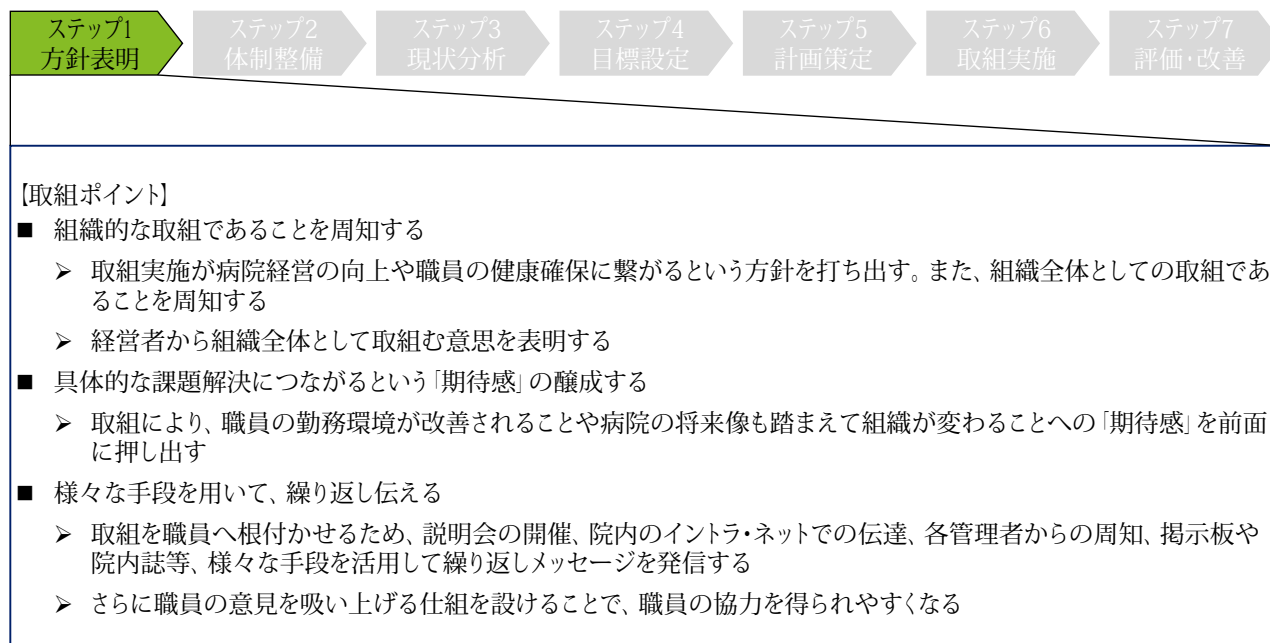 ステップ1
方針表明
ステップ2
体制整備
ステップ3
現状分析
ステップ4
目標設定
ステップ5
計画策定
ステップ6
取組実施
ステップ7
評価・改善
【取組ポイント】
■ 組織的な取組であることを周知する
➢ 取組実施が病院経営の向上や職員の健康確保に繋がるという方針を打ち出す。また、組織全体としての取組であ
ることを周知する
➢ 経営者から組織全体として取組む意思を表明する
■ 具体的な課題解決につながるという「期待感」の醸成する
➢ 取組により、職員の勤務環境が改善されることや病院の将来像も踏まえて組織が変わることへの「期待感」を前面
に押し出す
■ 様々な手段を用いて、繰り返し伝える
➢ 取組を職員へ根付かせるため、説明会の開催、院内のイントラ・ネットでの伝達、各管理者からの周知、掲示板や
院内誌等、様々な手段を活用して繰り返しメッセージを発信する
➢ さらに職員の意見を吸い上げる仕組を設けることで、職員の協力を得られやすくなる